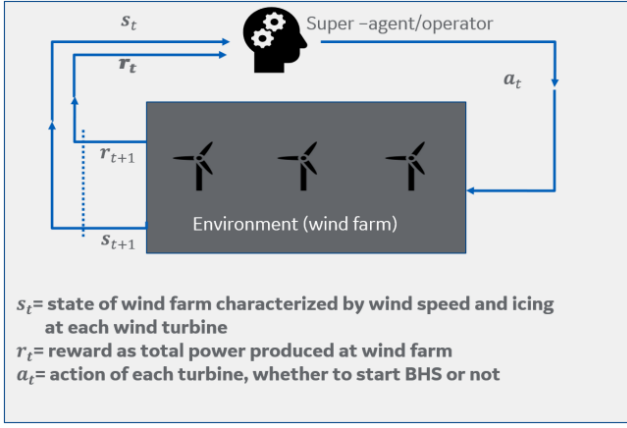 s_t
Super –agent/operator
r_t
a_t
r_{t+1}
Environment (wind farm)
s_{t+1}
s_t= state of wind farm characterized by wind speed and icing
at each wind turbine
r_t= reward as total power produced at wind farm
a_t= action of each turbine, whether to start BHS or not